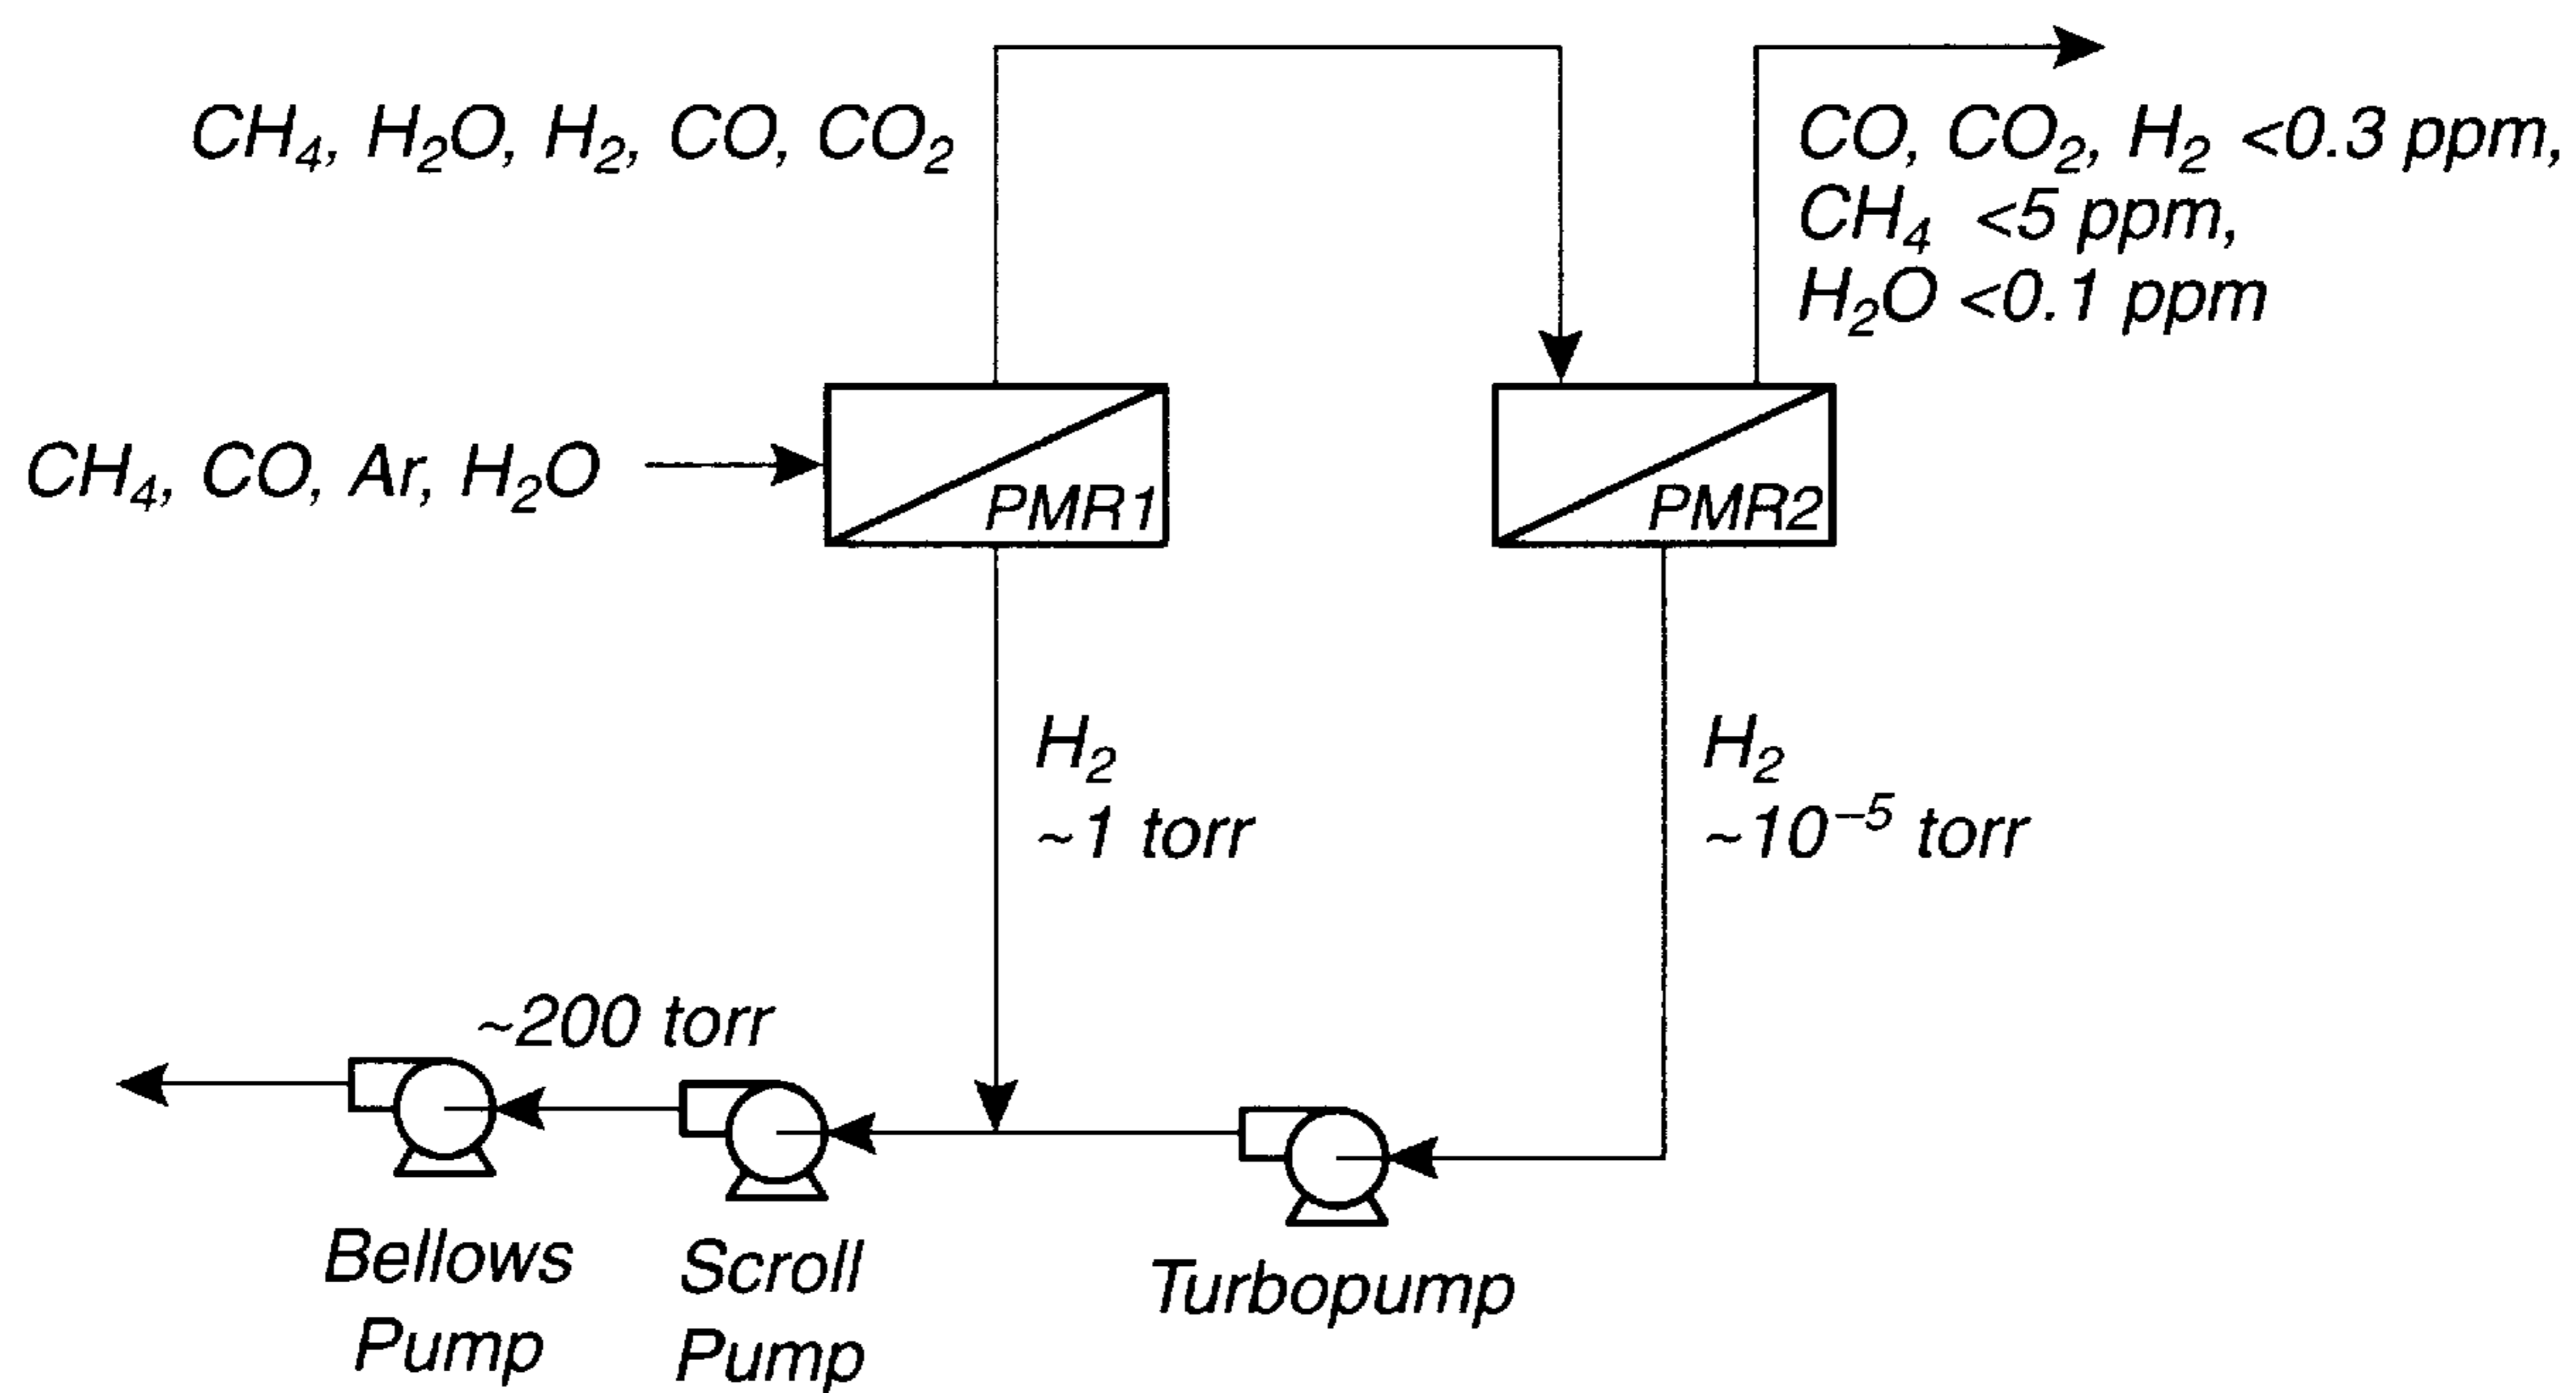 CH₄, H₂O, H₂, CO, CO₂
CO, CO₂, H₂ <0.3 ppm,
CH₄ <5 ppm,
H₂O <0.1 ppm
CH₄, CO, Ar, H₂O
PMR1
PMR2
H₂
~1 torr
H₂
~10⁻⁵ torr
~200 torr
Bellows
Pump
Scroll
Pump
Turbopump